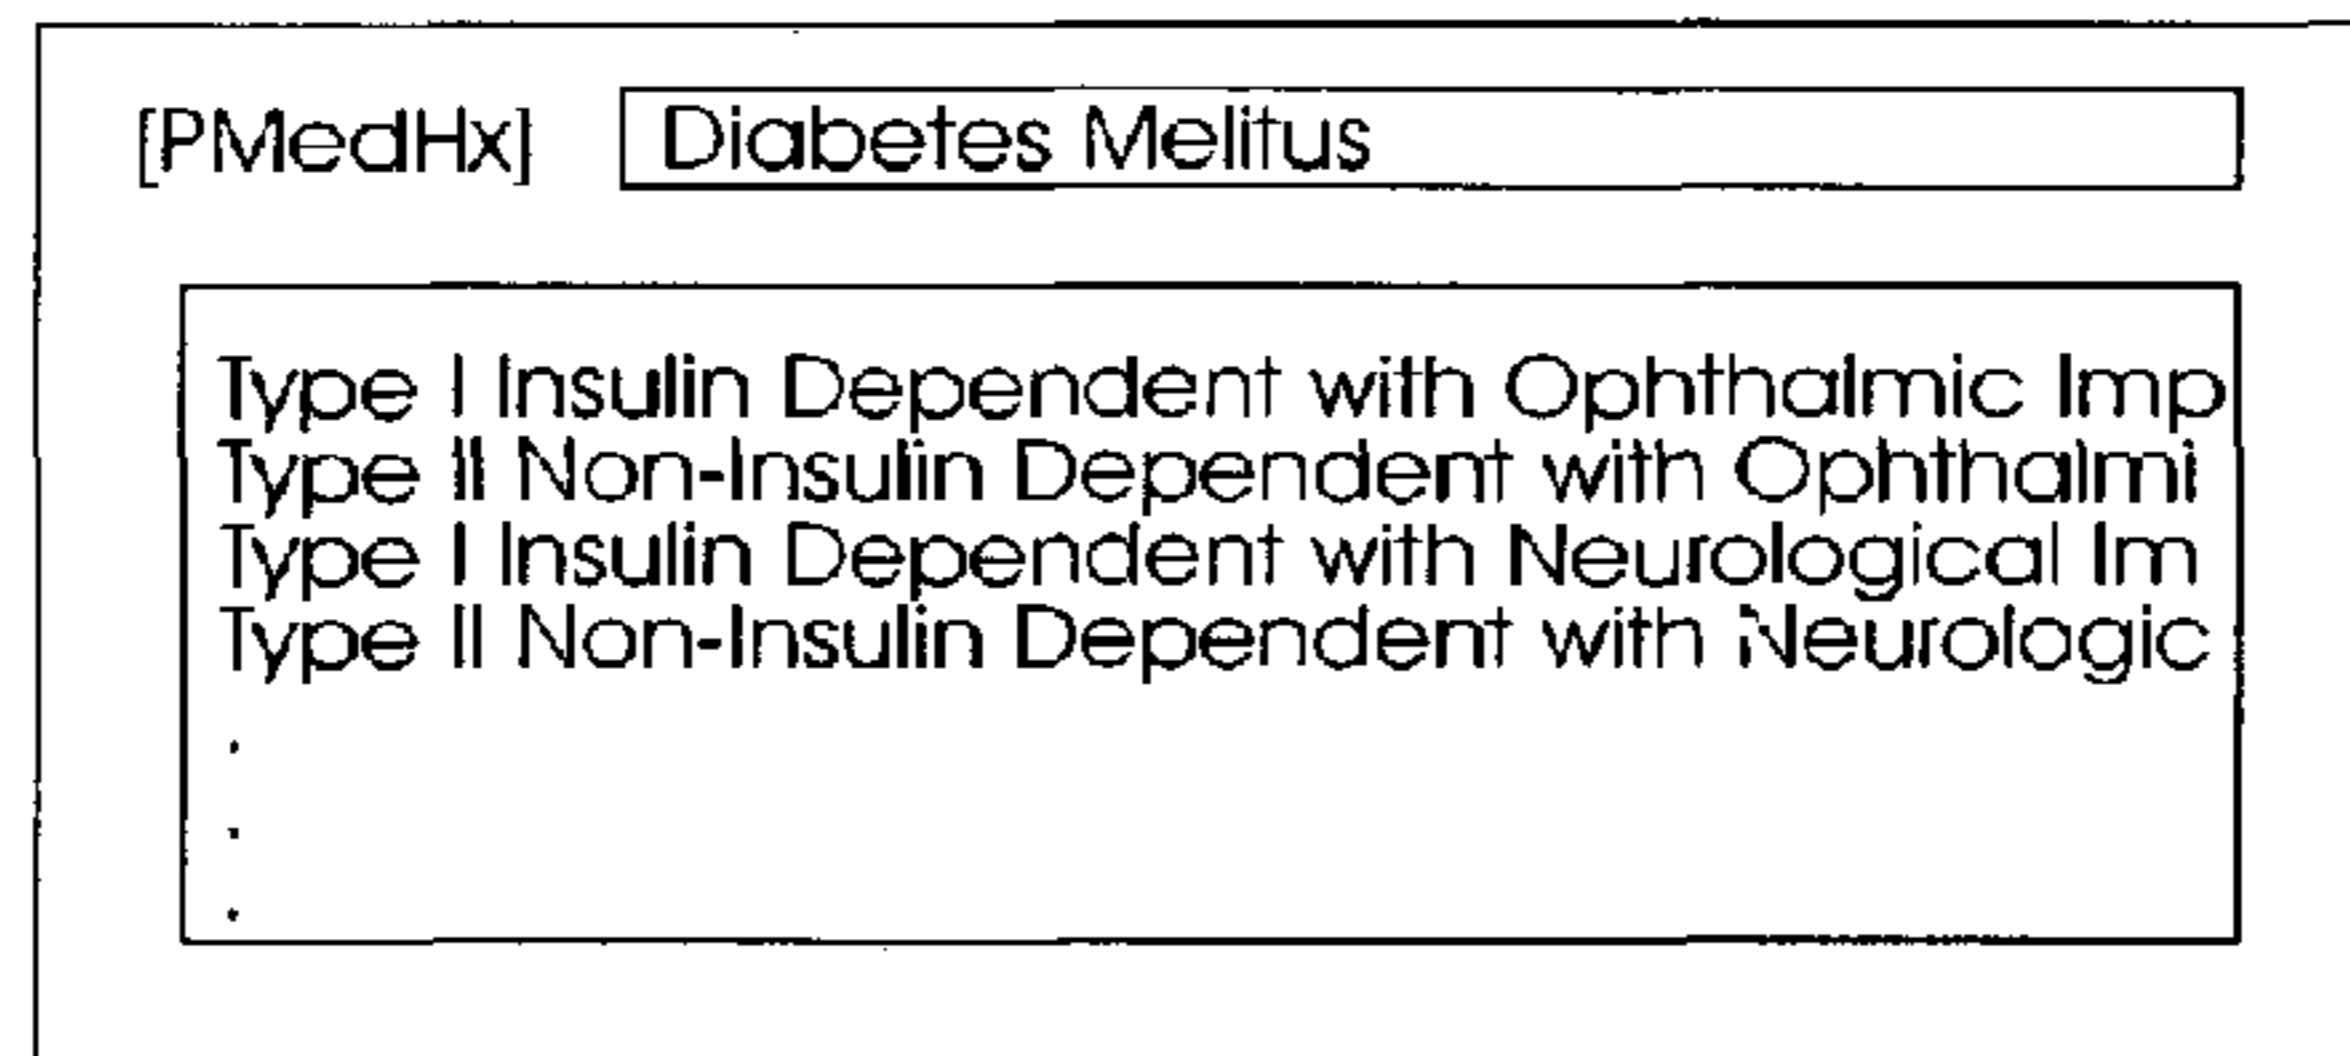 [PMedHx] Diabetes Melitus
Type I Insulin Dependent with Ophthalmic Imp
Type II Non-Insulin Dependent with Ophthalmi
Type I Insulin Dependent with Neurological Im
Type II Non-Insulin Dependent with Neurologic
.
.
.